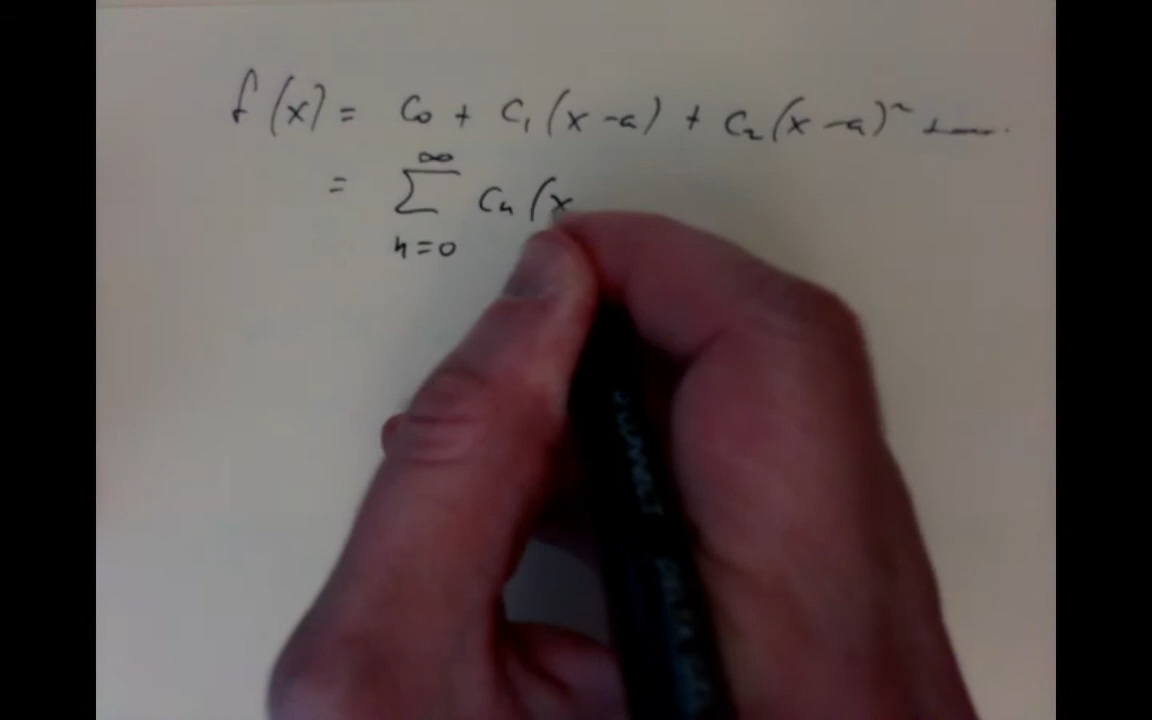 f(x) = c₀ + c₁(x-a) + c₂(x-a)² + ....
= ∑ₙ₌₀^∞ cₙ(x